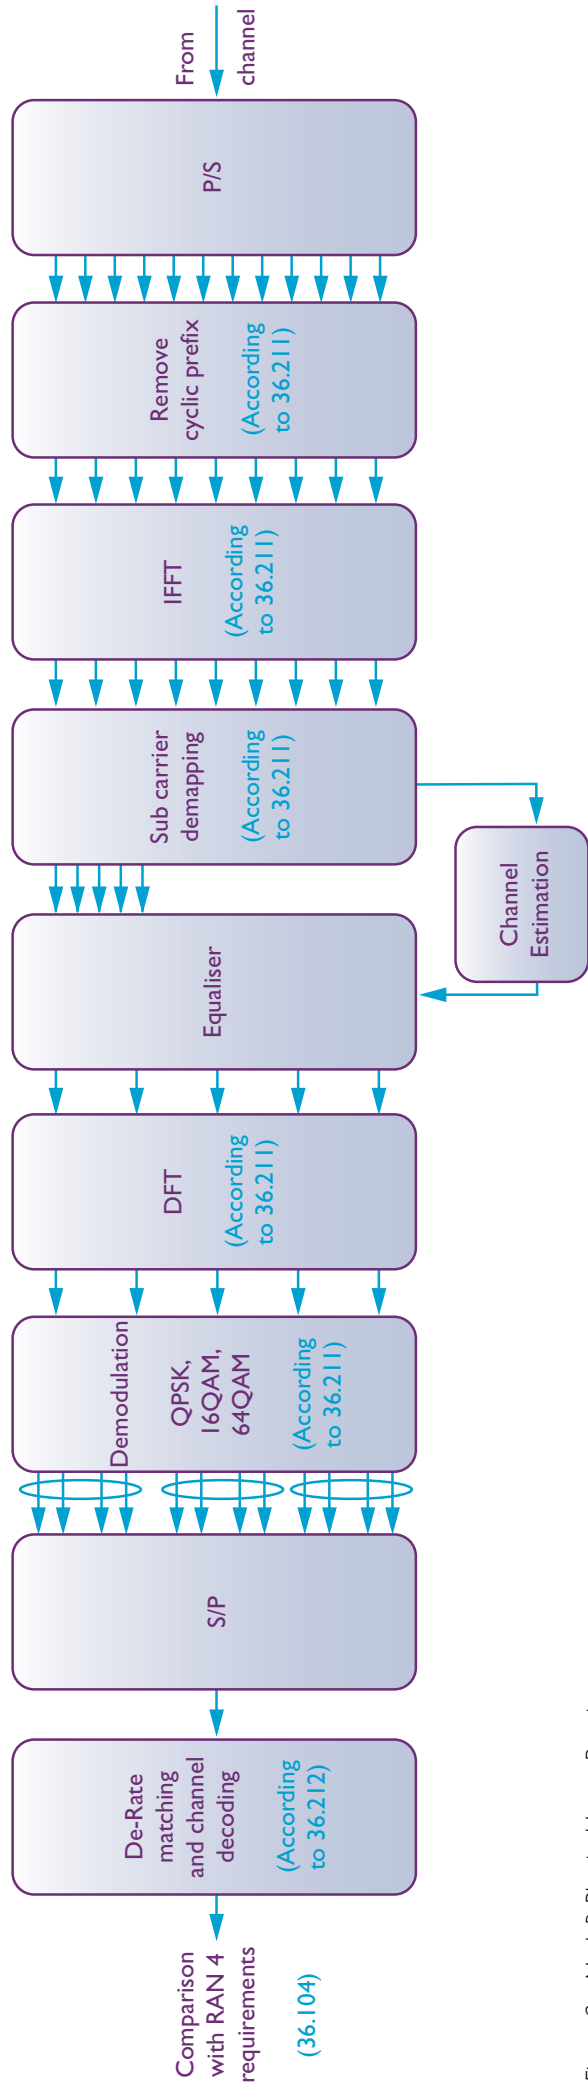 Comparison
with RAN 4
requirements
(36.104)
De-Rate
matching
and channel
decoding
(According
to 36.212)
S/P
Demodulation
QPSK,
16QAM,
64QAM
(According
to 36.211)
DFT
(According
to 36.211)
Equaliser
Channel
Estimation
Sub carrier
demapping
(According
to 36.211)
IFFT
(According
to 36.211)
Remove
cyclic prefix
(According
to 36.211)
P/S
From
channel